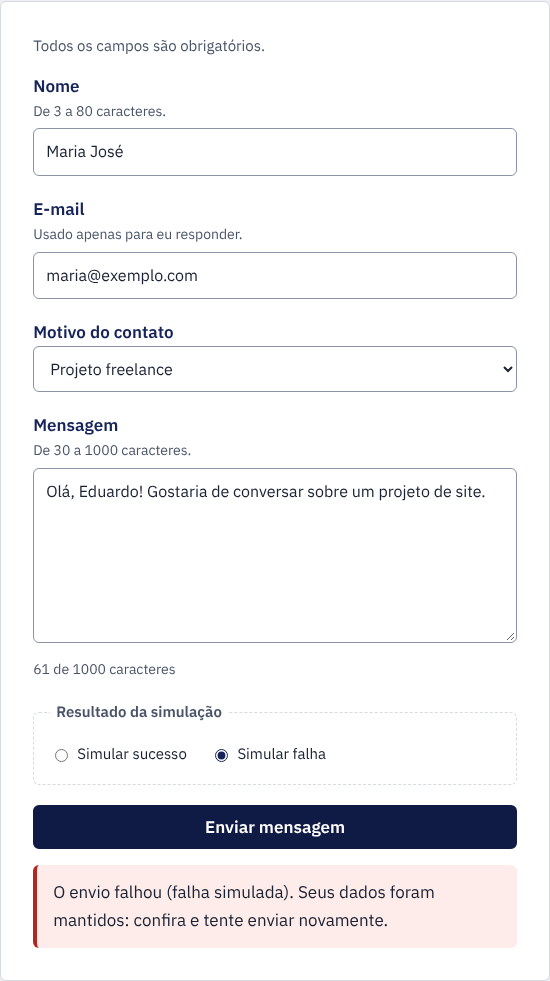 Todos os campos são obrigatórios.
Nome
De 3 a 80 caracteres.
Maria José
E-mail
Usado apenas para eu responder.
maria@exemplo.com
Motivo do contato
Projeto freelance
Mensagem
De 30 a 1000 caracteres.
Olá, Eduardo! Gostaria de conversar sobre um projeto de site.
61 de 1000 caracteres
Resultado da simulação
Simular sucesso Simular falha
Enviar mensagem
O envio falhou (falha simulada). Seus dados foram
mantidos: confira e tente enviar novamente.